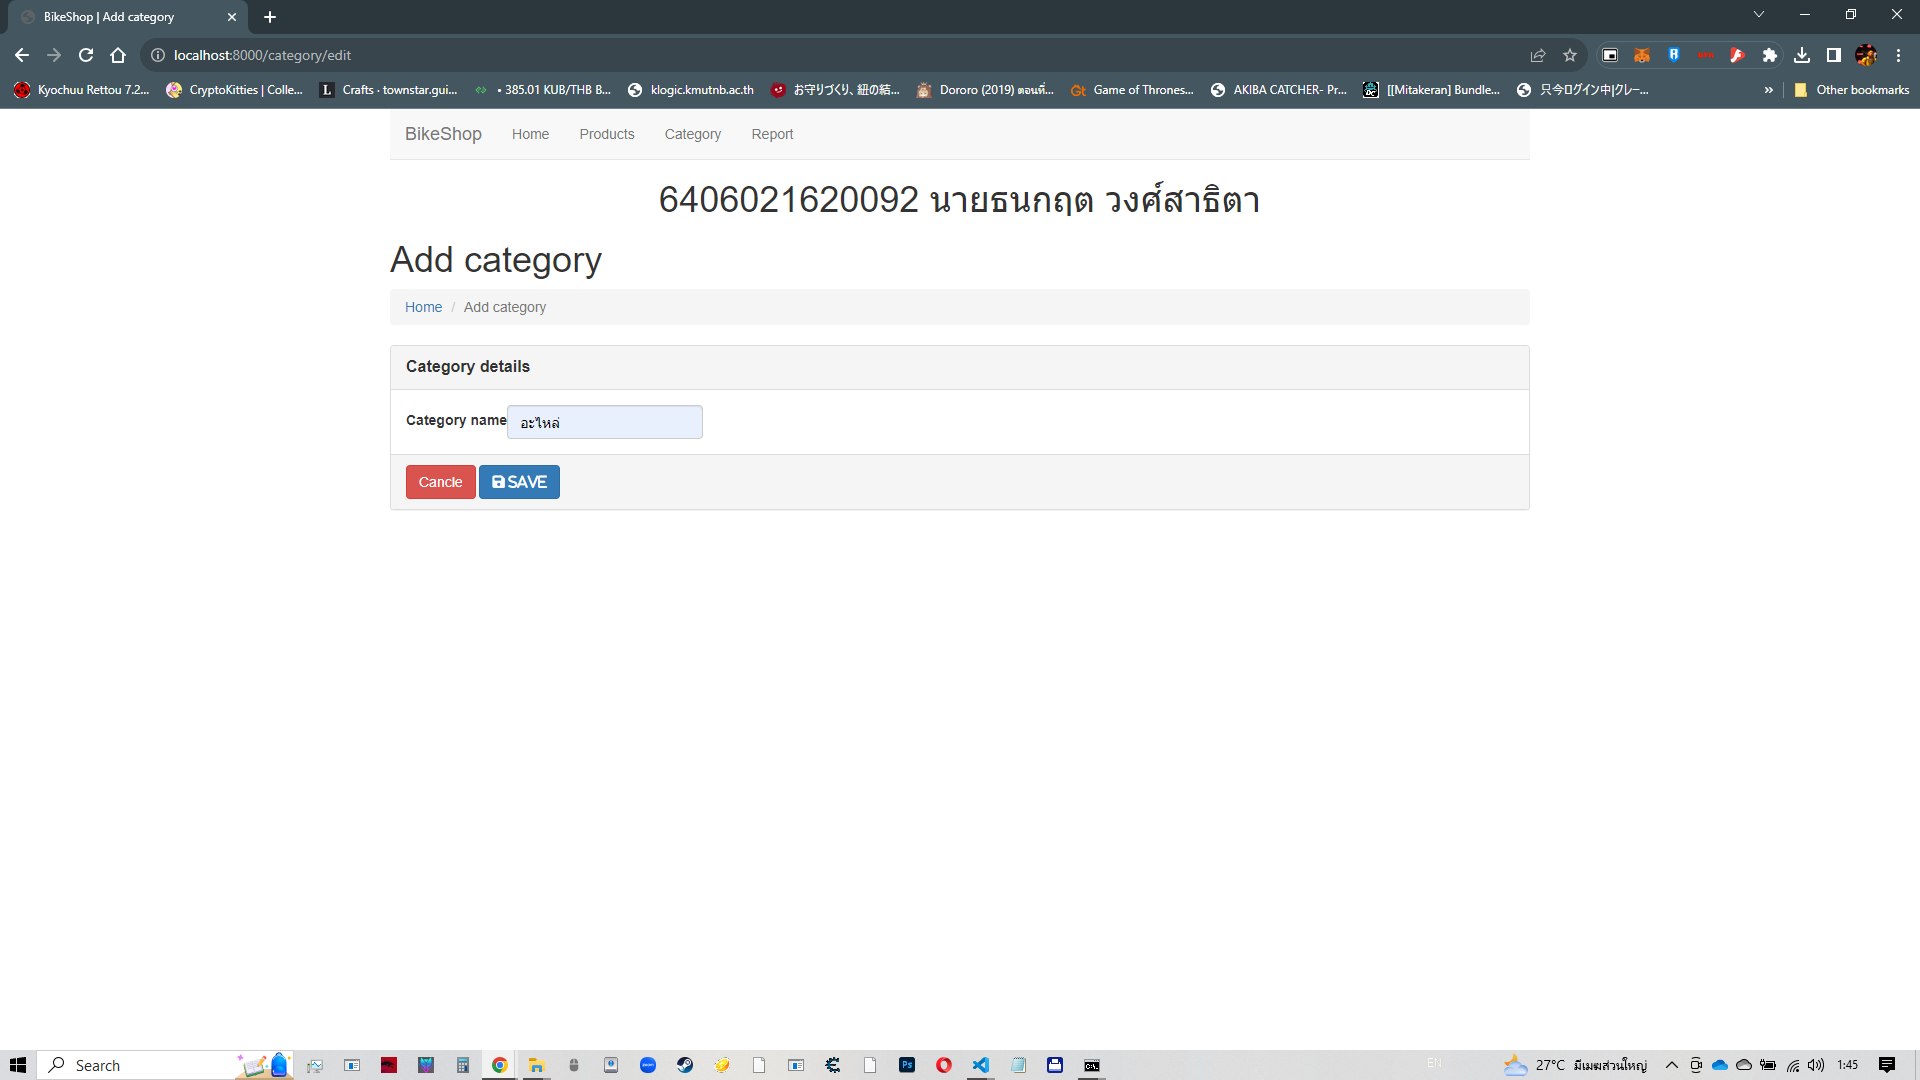 BikeShop | Add category
localhost:8000/category/edit
Kyochuu Rettou 7.2... CryptoKitties | Colle... Crafts · townstar.gui... • 385.01 KUB/THB B... klogic.kmutnb.ac.th お守りづくり、紐の結... Dororo (2019) ตอนที่... Game of Thrones... AKIBA CATCHER- Pr... [[Mitakeran] Bundle... 只今ログイン中|クレー... » Other bookmarks
BikeShop Home Products Category Report
6406021620092 นายธนกฤต วงศ์สาธิตา
Add category
Home / Add category
Category details
Category name อะไหล่
Cancle SAVE
Search EN 27°C มีเมฆส่วนใหญ่ 1:45